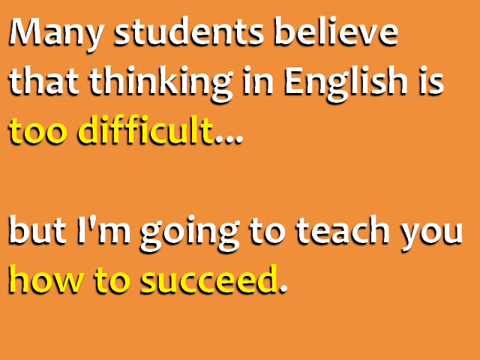 Many students believe
that thinking in English is
too difficult...
but I'm going to teach you
how to succeed.